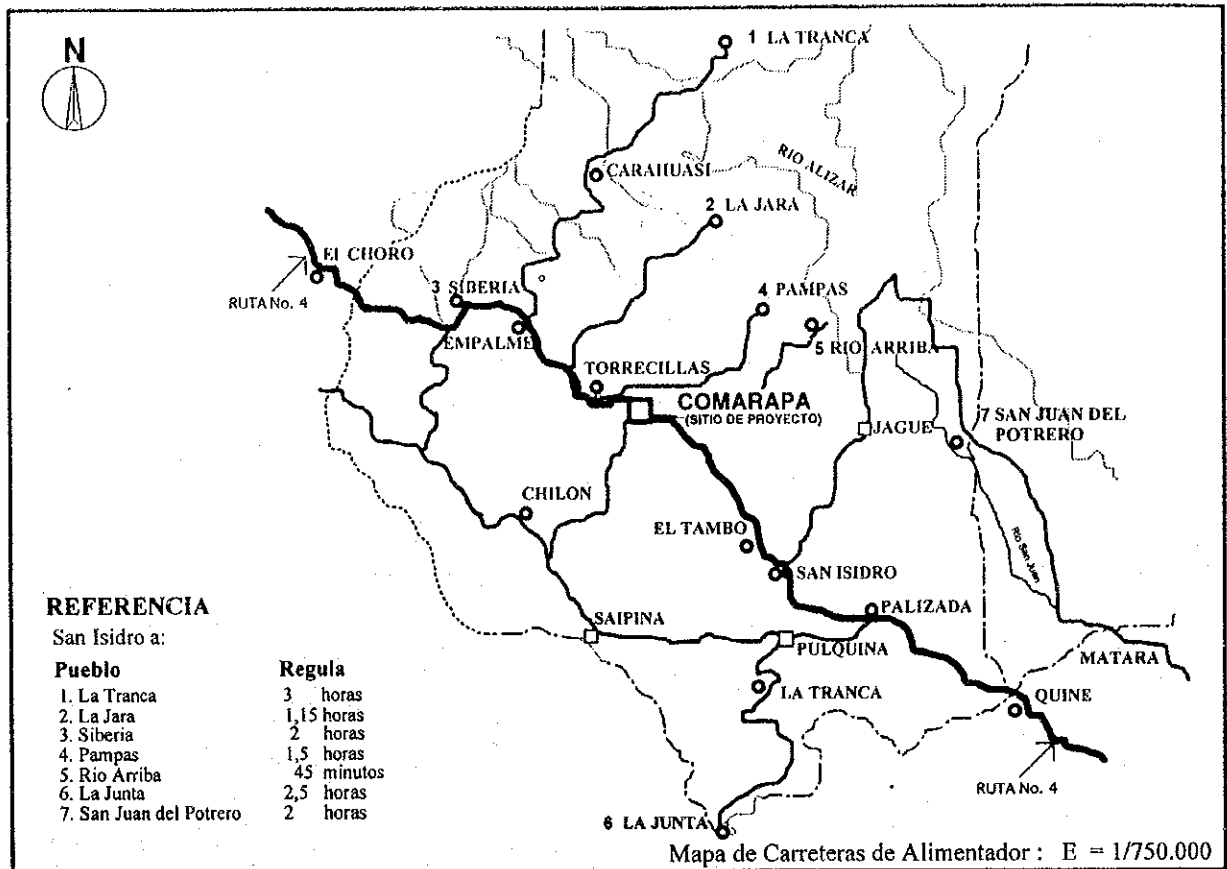 N
1 LA TRANCA
CARAHUASI
RIO ALIZAR
2 LA JARA
El CHORO
RUTA No. 4
3 SIBERIA
4 PAMPAS
EMPALME
5 RIO ARRIBA
TORRECILLAS
COMARAPA
(SITIO DE PROYECTO)
JAGUE
7 SAN JUAN DEL
POTRERO
CHILON
EL TAMBO
Rio San Juan
SAN ISIDRO
PALIZADA
SAIPINA
PULQUINA
MATARA
LA TRANCA
QUINE
RUTA No. 4
6 LA JUNTA
REFERENCIA
San Isidro a:
Pueblo Regula
1. La Tranca 3 horas
2. La Jara 1,15 horas
3. Siberia 2 horas
4. Pampas 1,5 horas
5. Rio Arriba 45 minutos
6. La Junta 2,5 horas
7. San Juan del Potrero 2 horas
Mapa de Carreteras de Alimentador : E = 1/750.000